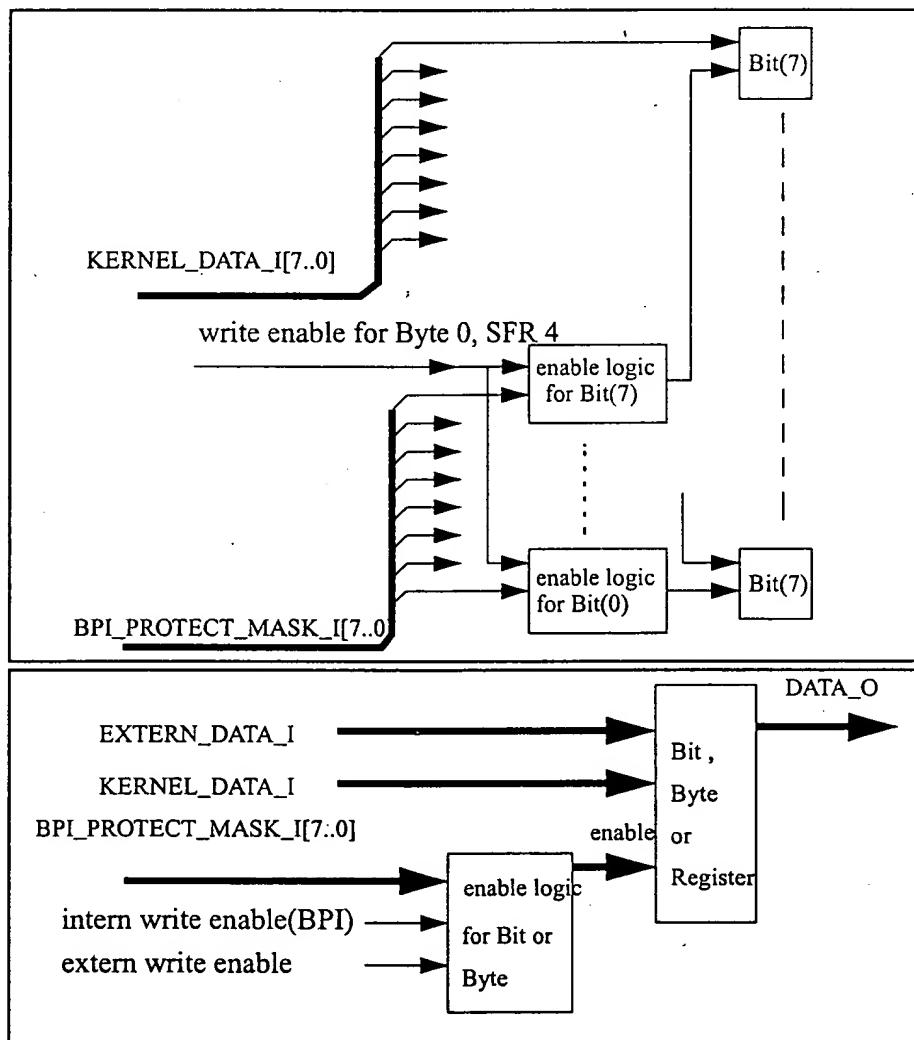 Bit(7)
KERNEL_DATA_I[7..0]
write enable for Byte 0, SFR 4
enable logic
for Bit(7)
enable logic
for Bit(0)
Bit(7)
BPI_PROTECT_MASK_I[7..0]
DATA_O
EXTERN_DATA_I
Bit ,
KERNEL_DATA_I
Byte
BPI_PROTECT_MASK_I[7..0]
enable
or
Register
enable logic
intern write enable(BPI)
for Bit or
extern write enable
Byte